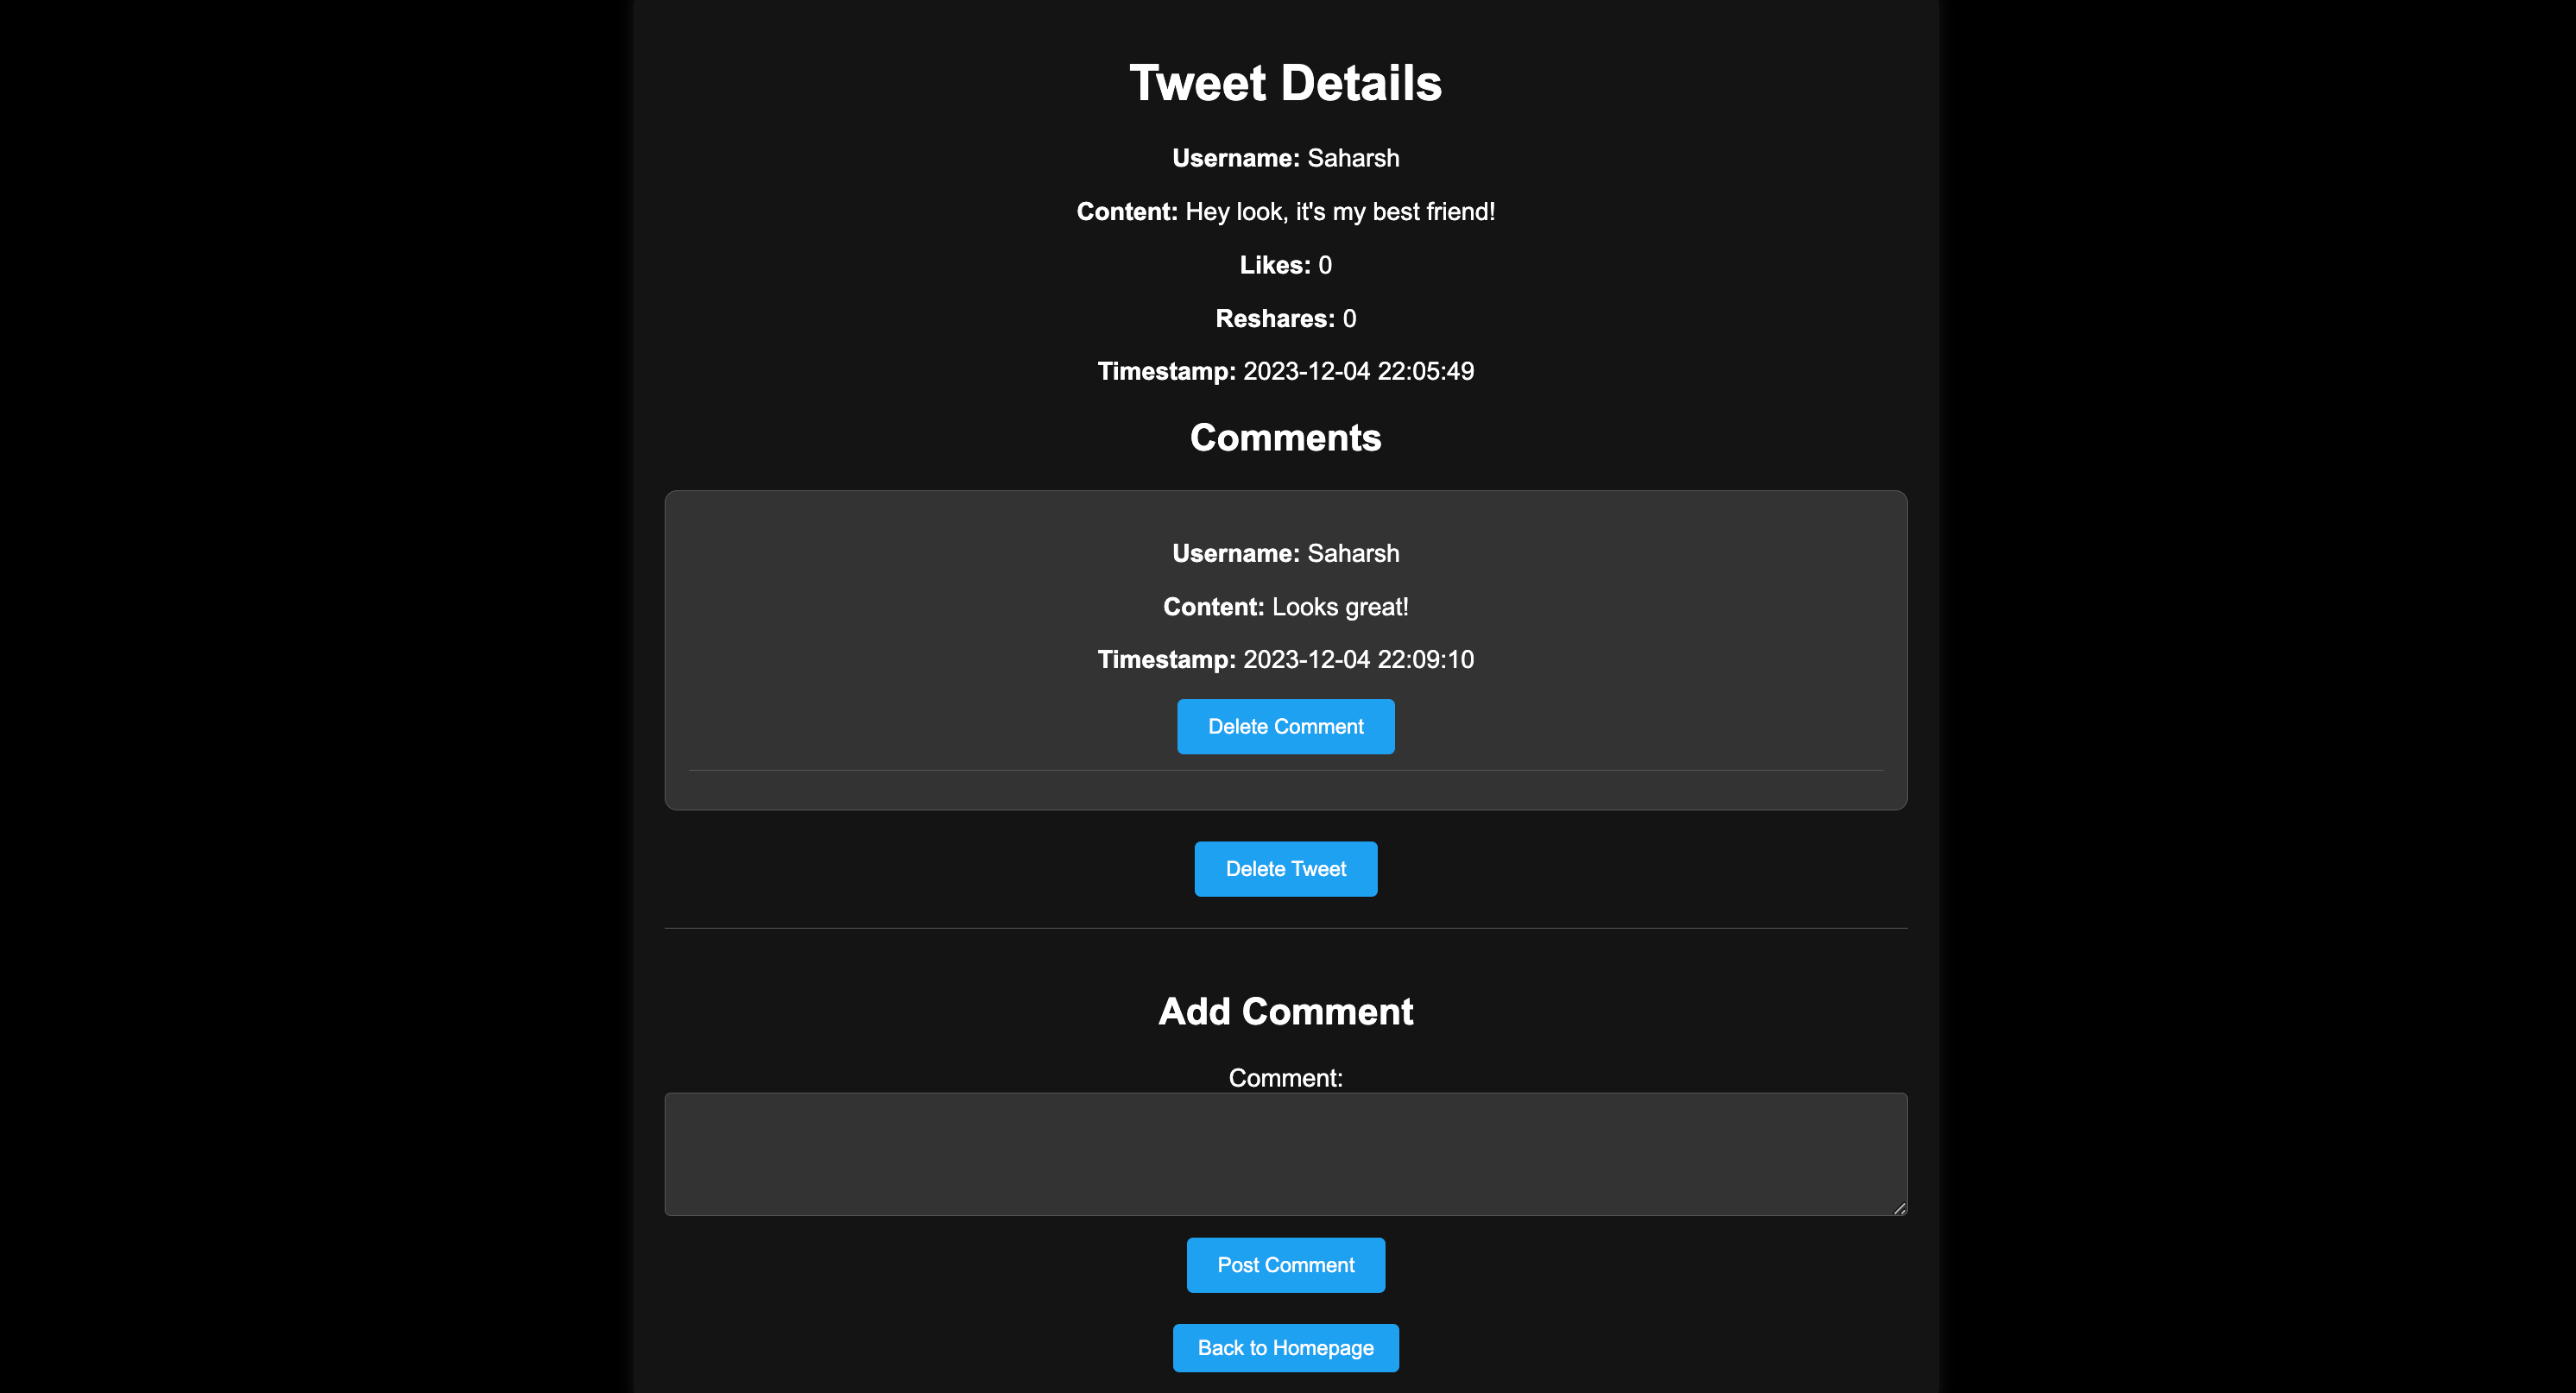 Tweet Details
Username: Saharsh
Content: Hey look, it's my best friend!
Likes: 0
Reshares: 0
Timestamp: 2023-12-04 22:05:49
Comments
Username: Saharsh
Content: Looks great!
Timestamp: 2023-12-04 22:09:10
Delete Comment
Delete Tweet
Add Comment
Comment:
Post Comment
Back to Homepage